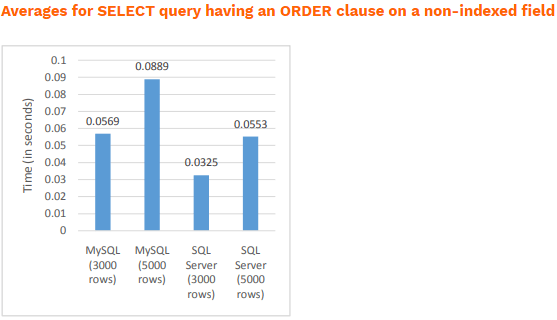 Averages for SELECT query having an ORDER clause on a non-indexed field
0.1
0.09
0.08
0.07
0.06
0.05
0.04
0.03
0.02
0.01
0
Time (in seconds)
0.0569
0.0889
0.0325
0.0553
MySQL
(3000
rows)
MySQL
(5000
rows)
SQL
Server
(3000
rows)
SQL
Server
(5000
rows)